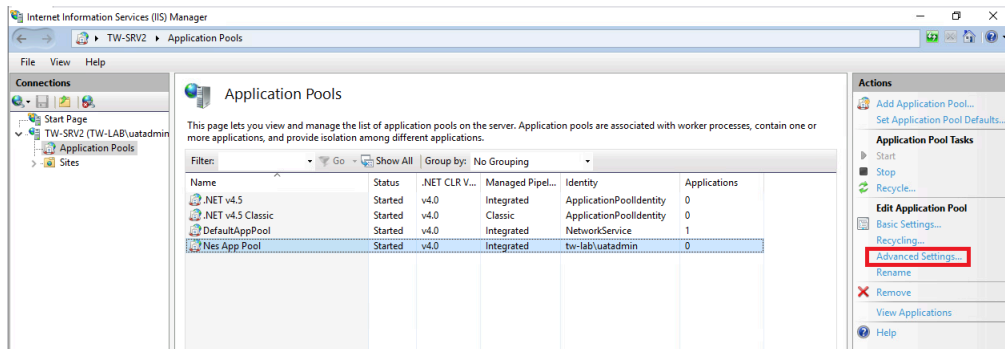 Internet Information Services (IIS) Manager
TW-SRV2 Application Pools
File View Help
Connections
Start Page
TW-SRV2 (TW-LAB\uatadmin
Application Pools
Sites
Application Pools
This page lets you view and manage the list of application pools on the server. Application pools are associated with worker processes, contain one or
more applications, and provide isolation among different applications.
Filter: Go Show All Group by: No Grouping
Name Status .NET CLR V... Managed Pipel... Identity Applications
.NET v4.5 Started v4.0 Integrated ApplicationPoolIdentity 0
.NET v4.5 Classic Started v4.0 Classic ApplicationPoolIdentity 0
DefaultAppPool Started v4.0 Integrated NetworkService 1
Nes App Pool Started v4.0 Integrated tw-lab\uatadmin 0
Actions
Add Application Pool...
Set Application Pool Defaults...
Application Pool Tasks
Start
Stop
Recycle...
Edit Application Pool
Basic Settings...
Recycling...
Advanced Settings...
Rename
Remove
View Applications
Help